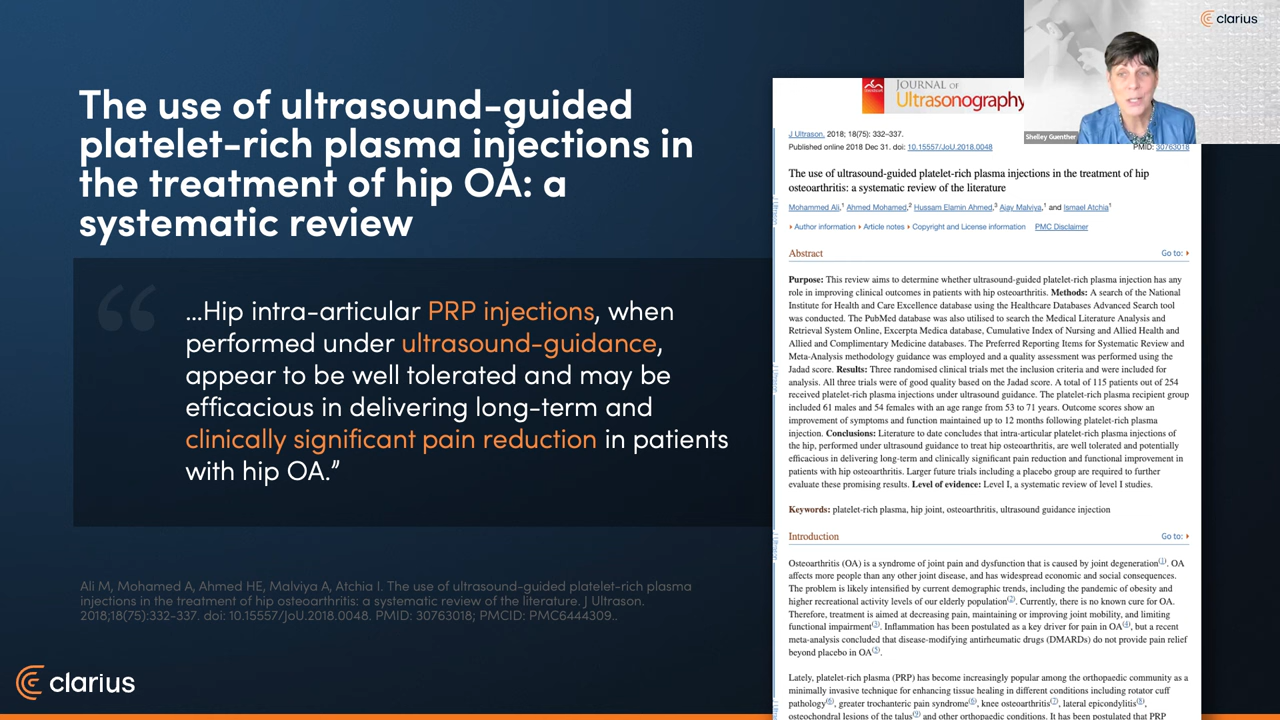 The use of ultrasound-guided
platelet-rich plasma injections in
the treatment of hip OA: a
systematic review
“
...Hip intra-articular PRP injections, when
performed under ultrasound-guidance,
appear to be well tolerated and may be
efficacious in delivering long-term and
clinically significant pain reduction in patients
with hip OA.”
Ali M, Mohamed A, Ahmed HE, Malviya A, Atchia I. The use of ultrasound-guided platelet-rich plasma
injections in the treatment of hip osteoarthritis: a systematic review of the literature. J Ultrason.
2018;18(75):332-337. doi: 10.15557/JoU.2018.0048. PMID: 30763018; PMCID: PMC6444309..
clarius
JOURNAL OF
Ultrasonography
J Ultrason. 2018; 18(75): 332–337.
Published online 2018 Dec 31. doi: 10.15557/JoU.2018.0048
PMID: 30763018
The use of ultrasound-guided platelet-rich plasma injections in the treatment of hip
osteoarthritis: a systematic review of the literature
Mohammed Ali,1 Ahmed Mohamed,2 Hussam Elamin Ahmed,3 Ajay Malviya,1 and Ismael Atchia1
Author information Article notes Copyright and License information PMC Disclaimer
Abstract Go to:
Purpose: This review aims to determine whether ultrasound-guided platelet-rich plasma injection has any
role in improving clinical outcomes in patients with hip osteoarthritis. Methods: A search of the National
Institute for Health and Care Excellence database using the Healthcare Databases Advanced Search tool
was conducted. The PubMed database was also utilised to search the Medical Literature Analysis and
Retrieval System Online, Excerpta Medica database, Cumulative Index of Nursing and Allied Health and
Allied and Complimentary Medicine databases. The Preferred Reporting Items for Systematic Review and
Meta-Analysis methodology guidance was employed and a quality assessment was performed using the
Jadad score. Results: Three randomised clinical trials met the inclusion criteria and were included for
analysis. All three trials were of good quality based on the Jadad score. A total of 115 patients out of 254
received platelet-rich plasma injections under ultrasound guidance. The platelet-rich plasma recipient group
included 61 males and 54 females with an age range from 53 to 71 years. Outcome scores show an
improvement of symptoms and function maintained up to 12 months following platelet-rich plasma
injection. Conclusions: Literature to date concludes that intra-articular platelet-rich plasma injections of
the hip, performed under ultrasound guidance to treat hip osteoarthritis, are well tolerated and potentially
efficacious in delivering long-term and clinically significant pain reduction and functional improvement in
patients with hip osteoarthritis. Larger future trials including a placebo group are required to further
evaluate these promising results. Level of evidence: Level I, a systematic review of level I studies.
Keywords: platelet-rich plasma, hip joint, osteoarthritis, ultrasound guidance injection
Introduction Go to:
Osteoarthritis (OA) is a syndrome of joint pain and dysfunction that is caused by joint degeneration(1). OA
affects more people than any other joint disease, and has widespread economic and social consequences.
The problem is likely intensified by current demographic trends, including the pandemic of obesity and
higher recreational activity levels of our elderly population(2). Currently, there is no known cure for OA.
Therefore, treatment is aimed at decreasing pain, maintaining or improving joint mobility, and limiting
functional impairment(3). Inflammation has been postulated as a key driver for pain in OA(4), but a recent
meta-analysis concluded that disease-modifying antirheumatic drugs (DMARDs) do not provide pain relief
beyond placebo in OA(5).
Lately, platelet-rich plasma (PRP) has become increasingly popular among the orthopaedic community as a
minimally invasive technique for enhancing tissue healing in different conditions including rotator cuff
pathology(6), greater trochanteric pain syndrome(6), knee osteoarthritis(7), lateral epicondylitis(8),
osteochondral lesions of the talus(9) and other orthopaedic conditions. It has been postulated that PRP
clarius
Shelley Guenther